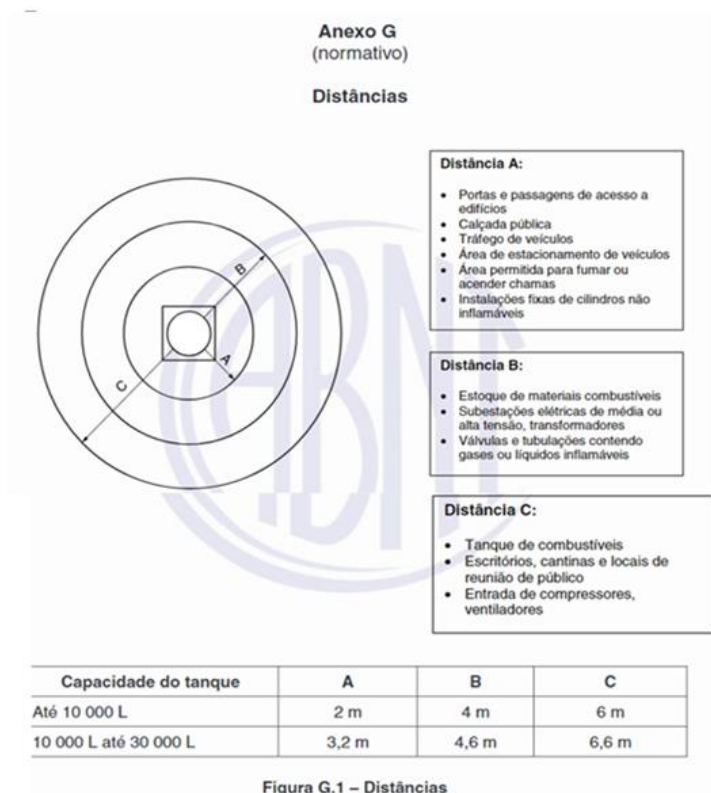 Anexo G
(normativo)
Distâncias
Distância A:
• Portas e passagens de acesso a
edifícios
• Calçada pública
• Tráfego de veículos
• Área de estacionamento de veículos
• Área permitida para fumar ou
acender chamas
• Instalações fixas de cilindros não
inflamáveis
B
A
C
Distância B:
• Estoque de materiais combustíveis
• Subestações elétricas de média ou
alta tensão, transformadores
• Válvulas e tubulações contendo
gases ou líquidos inflamáveis
Distância C:
• Tanque de combustíveis
• Escritórios, cantinas e locais de
reunião de público
• Entrada de compressores,
ventiladores
ABNT
Capacidade do tanque A B C
Até 10 000 L 2 m 4 m 6 m
10 000 L até 30 000 L 3,2 m 4,6 m 6,6 m
Figura G.1 – Distâncias